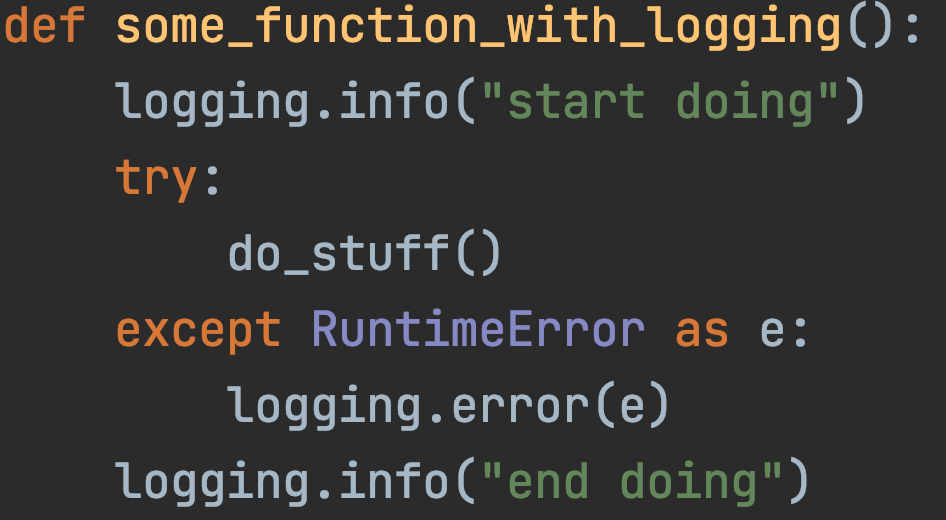 def some_function_with_logging():
    logging.info("start doing")
    try:
        do_stuff()
    except RuntimeError as e:
        logging.error(e)
    logging.info("end doing")